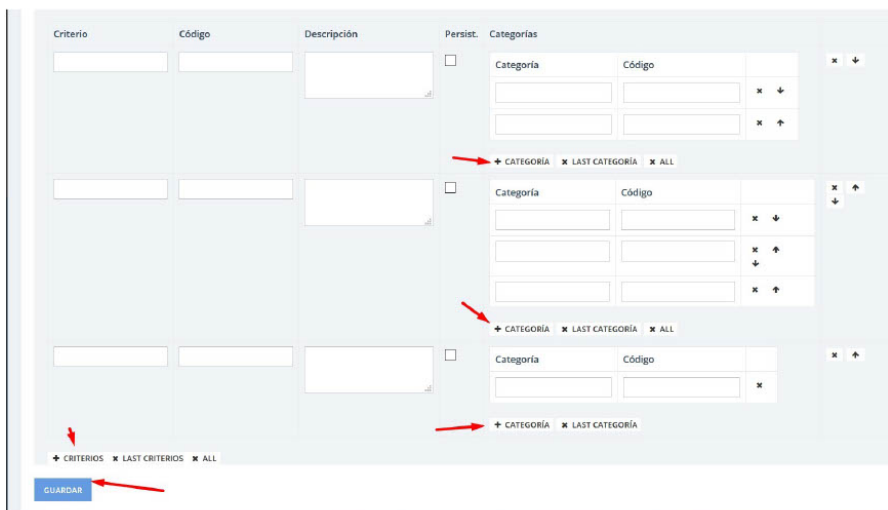 Criterio Código Descripción Persist. Categorías
Categoría Código
+ CATEGORÍA × LAST CATEGORÍA × ALL
Categoría Código
+ CATEGORÍA × LAST CATEGORÍA × ALL
Categoría Código
+ CATEGORÍA × LAST CATEGORÍA
+ CRITERIOS × LAST CRITERIOS × ALL
GUARDAR